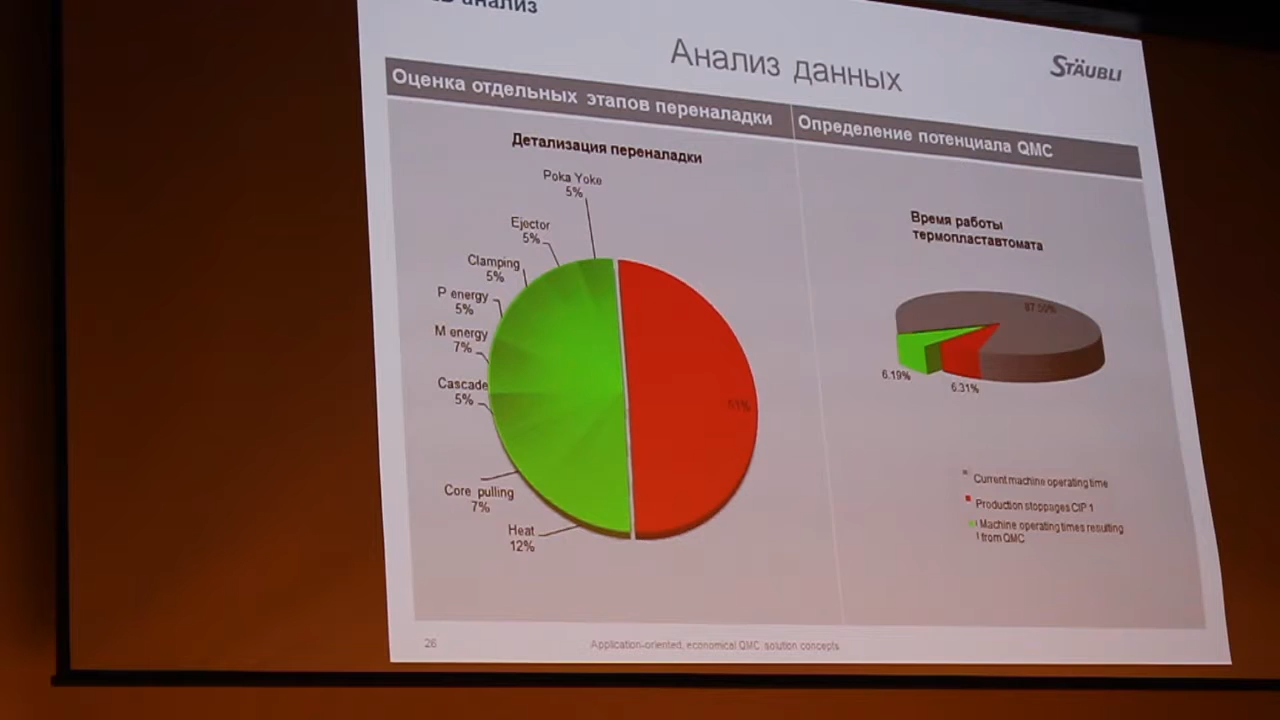 анализ
Анализ данных
STÄUBLI
Оценка отдельных этапов переналадки
Определение потенциала QMC
Детализация переналадки
Poka Yoke
5%
Ejector
5%
Clamping
5%
P energy
5%
M energy
7%
Cascade
5%
Core pulling
7%
Heat
12%
51%
Время работы
термопластавтомата
87.50%
6.19%
6.31%
Current machine operating time
Production stoppages CIP 1
Machine operating times resulting
from QMC
26
Application-oriented, economical QMC solution concepts